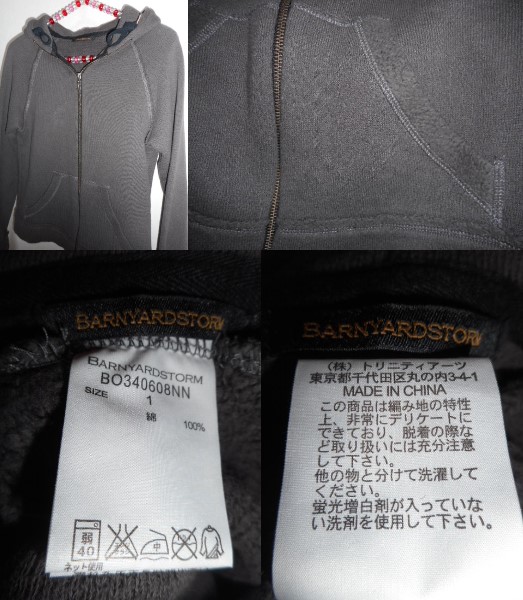 BARNYARDSTORM
BARNYARDSTORM
BO340608NN
SIZE
1
綿 100%
弱
40
中
ネット使用
BARNYARDSTORM
(株)トリニティアーツ
東京都千代田区丸の内3-4-1
MADE IN CHINA
この商品は編み地の特性
上、非常にデリケートに
できており、脱着の際な
ど取り扱いには充分注意
して下さい。
他の物と分けて洗濯して
ください。
蛍光増白剤が入っていな
い洗剤を使用して下さい。